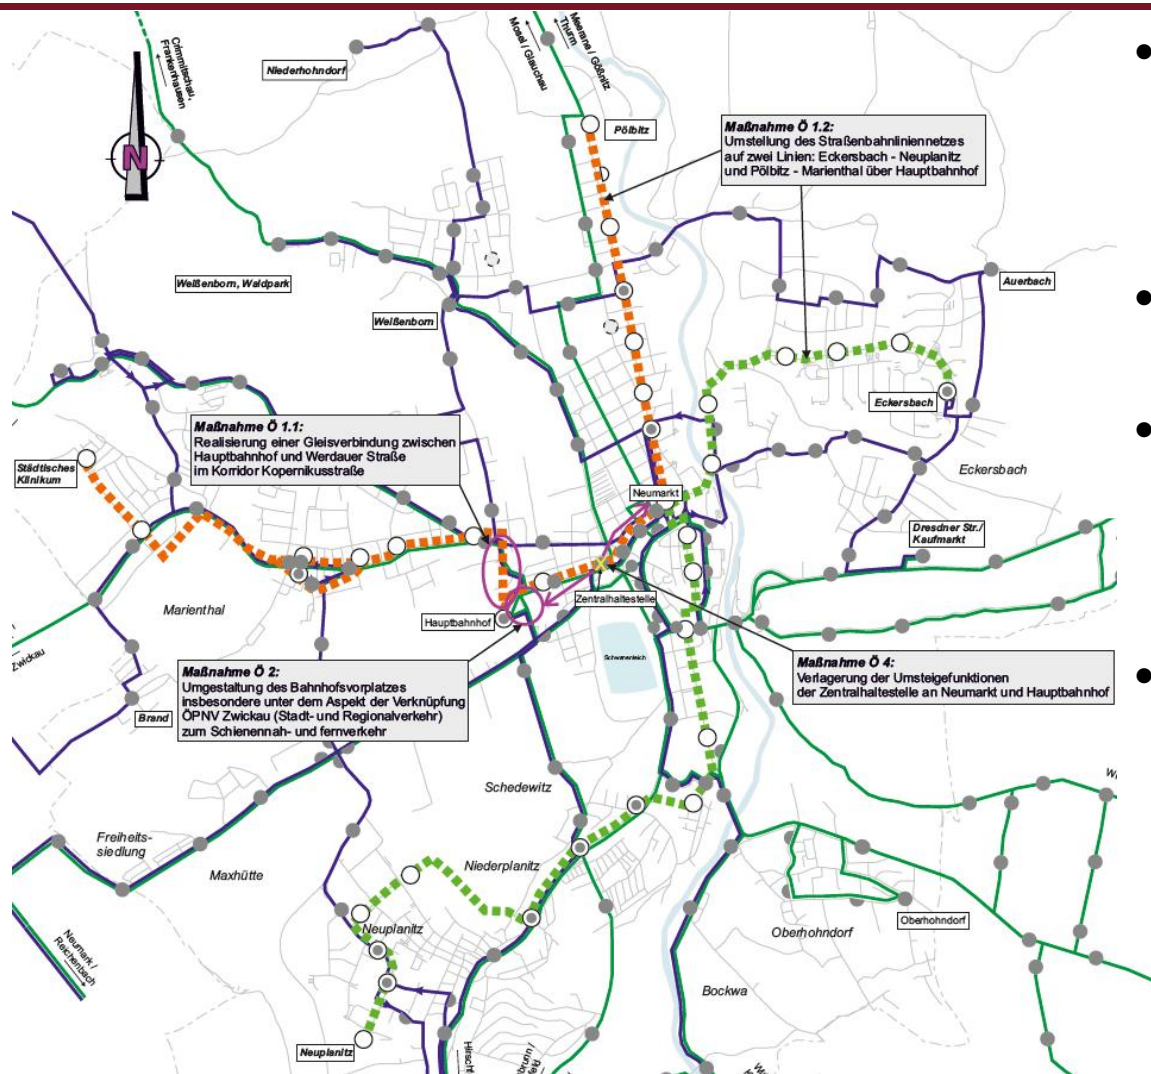 Crimmitschau,
Frankenhausen
Niederhohndorf
Mosel / Glauchau
Meerane / Gößnitz
Thurm
Pölbitz
Maßnahme Ö 1.2:
Umstellung des Straßenbahnliniennetzes
auf zwei Linien: Eckersbach - Neuplanitz
und Pölbitz - Marienthal über Hauptbahnhof
N
Weißenborn, Waldpark
Weißenborn
Auerbach
Eckersbach
Maßnahme Ö 1.1:
Realisierung einer Gleisverbindung zwischen
Hauptbahnhof und Werdauer Straße
im Korridor Kopernikusstraße
Städtisches
Klinikum
Neumarkt
Eckersbach
Dresdner Str./
Kaufmarkt
Marienthal
Hauptbahnhof
Zentralhaltestelle
Schwanenteich
Zwickau
Maßnahme Ö 2:
Umgestaltung des Bahnhofsvorplatzes
insbesondere unter dem Aspekt der Verknüpfung
ÖPNV Zwickau (Stadt- und Regionalverkehr)
zum Schienennah- und fernverkehr
Maßnahme Ö 4:
Verlagerung der Umsteigefunktionen
der Zentralhaltestelle an Neumarkt und Hauptbahnhof
Brand
Schedewitz
Freiheits-
siedlung
Maxhütte
Niederplanitz
Neuplanitz
Oberhohndorf
Oberhohndorf
Neumark /
Reichenbach
Bockwa
Neuplanitz